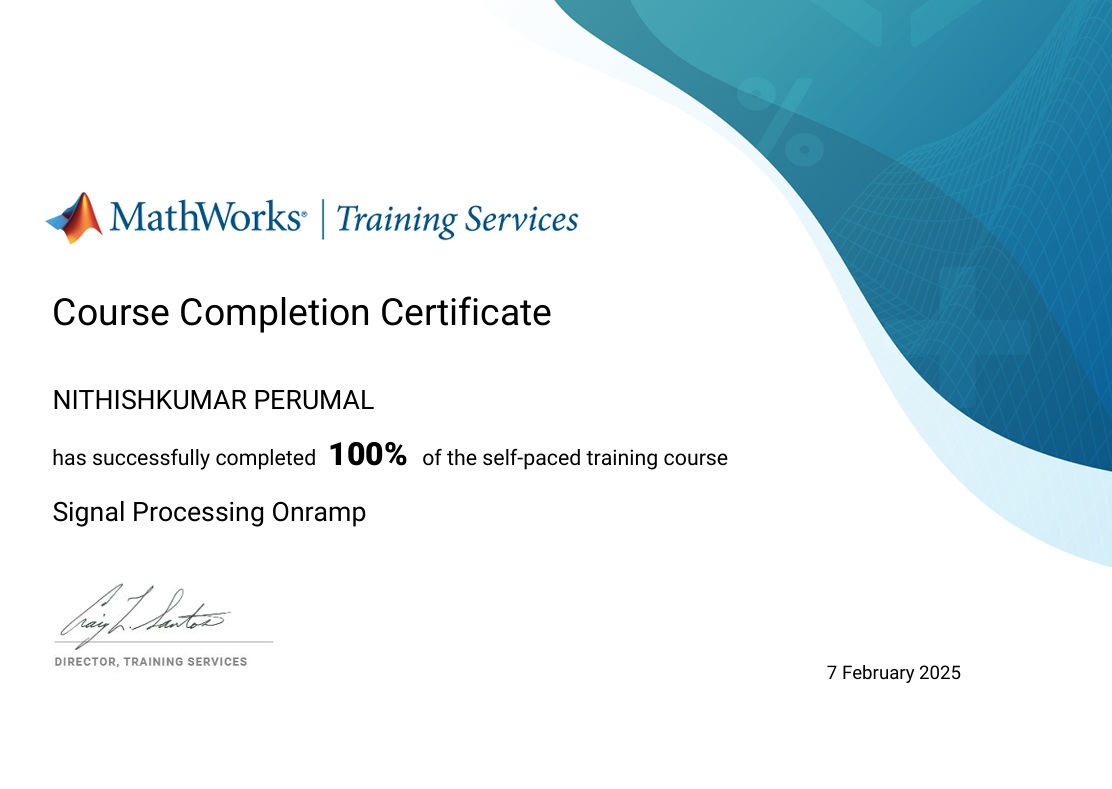 MathWorks® | Training Services
Course Completion Certificate
NITHISHKUMAR PERUMAL
has successfully completed 100% of the self-paced training course
Signal Processing Onramp
Craig L. Santos
DIRECTOR, TRAINING SERVICES
7 February 2025